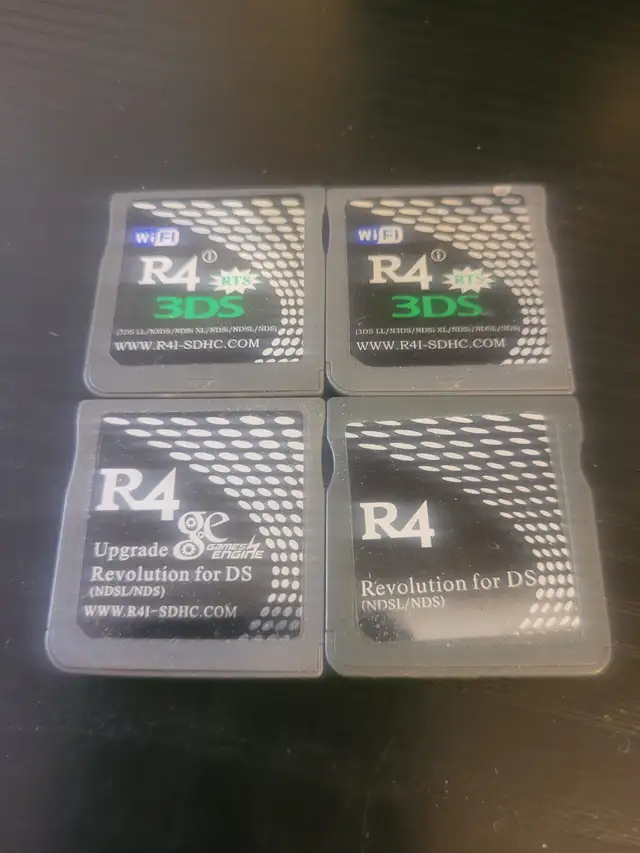 WiFi
R4 i
RTS
3DS
(3DS LL/N3DS/NDSi XL/NDSi/NDSL/NDS)
WWW.R4I-SDHC.COM
WiFi
R4 i
RTS
3DS
(3DS LL/N3DS/NDSi XL/NDSi/NDSL/NDS)
WWW.R4I-SDHC.COM
R4
Upgrade ge GAMES ENGINE
Revolution for DS
(NDSL/NDS)
WWW.R4I-SDHC.COM
R4
Revolution for DS
(NDSL/NDS)